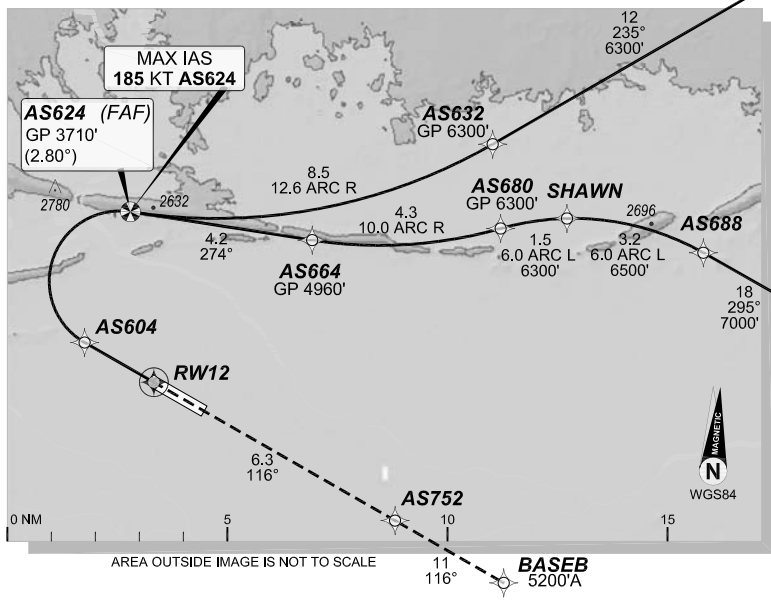 12
235°
6300'
MAX IAS
185 KT AS624
AS624 (FAF)
GP 3710'
(2.80°)
AS632
GP 6300'
8.5
12.6 ARC R
2780
2632
4.3
10.0 ARC R
AS680
GP 6300'
SHAWN
2696
AS688
4.2
274°
AS664
GP 4960'
1.5
6.0 ARC L
6300'
3.2
6.0 ARC L
6500'
18
295°
7000'
AS604
RW12
6.3
116°
MAGNETIC
N
WGS84
AS752
0 NM
5
10
15
AREA OUTSIDE IMAGE IS NOT TO SCALE
11
116°
BASEB
5200'A